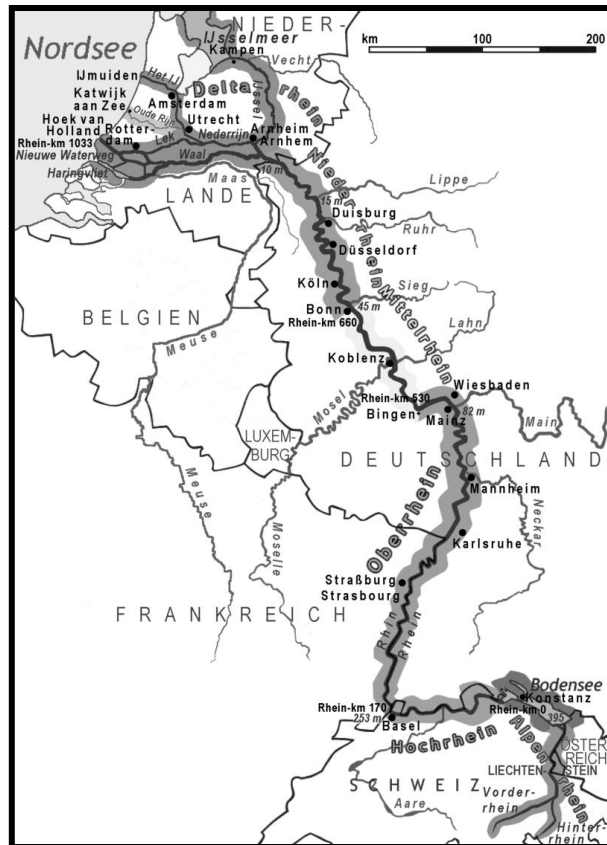 Nordsee
NIEDER-
IJsselmeer
Kampen
Vecht
km 100 200
IJmuiden
Het IJ
Deltarhein
IJssel
Katwijk
aan Zee
Amsterdam
Oude Rijn
Utrecht
Hoek van
Holland
Rotter-
dam
Lek
Nederrijn
Arnheim
Arnhem
Rhein-km 1033
Nieuwe Waterweg
Waal
Haringvliet
Maas
10 m
LANDE
Niederrhein
Lippe
15 m
Duisburg
Ruhr
Düsseldorf
Köln
Mittelrhein
Sieg
BELGIEN
Bonn
45 m
Rhein-km 660
Lahn
Meuse
Koblenz
Mosel
Wiesbaden
Rhein-km 530
82 m
Bingen
Mainz
Main
LUXEM-
BURG
DEUTSCHLAND
Meuse
Mannheim
Moselle
Oberrhein
Neckar
Karlsruhe
Straßburg
Strasbourg
FRANKREICH
Rhin
Rhein
Bodensee
Konstanz
Rhein-km 170
Rhein-km 0
253 m
395
Basel
Hochrhein
Alpenrhein
ÖSTER
REICH
LIECHTEN-
STEIN
SCHWEIZ
Aare
Vorder-
rhein
Hinter-
rhein